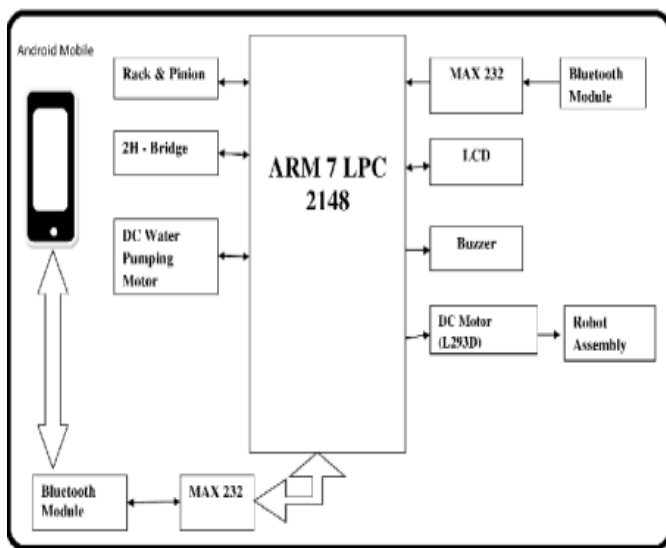 Android Mobile
Rack & Pinion
2H - Bridge
DC Water
Pumping
Motor
ARM 7 LPC
2148
MAX 232
Bluetooth
Module
LCD
Buzzer
DC Motor
(L293D)
Robot
Assembly
Bluetooth
Module
MAX 232